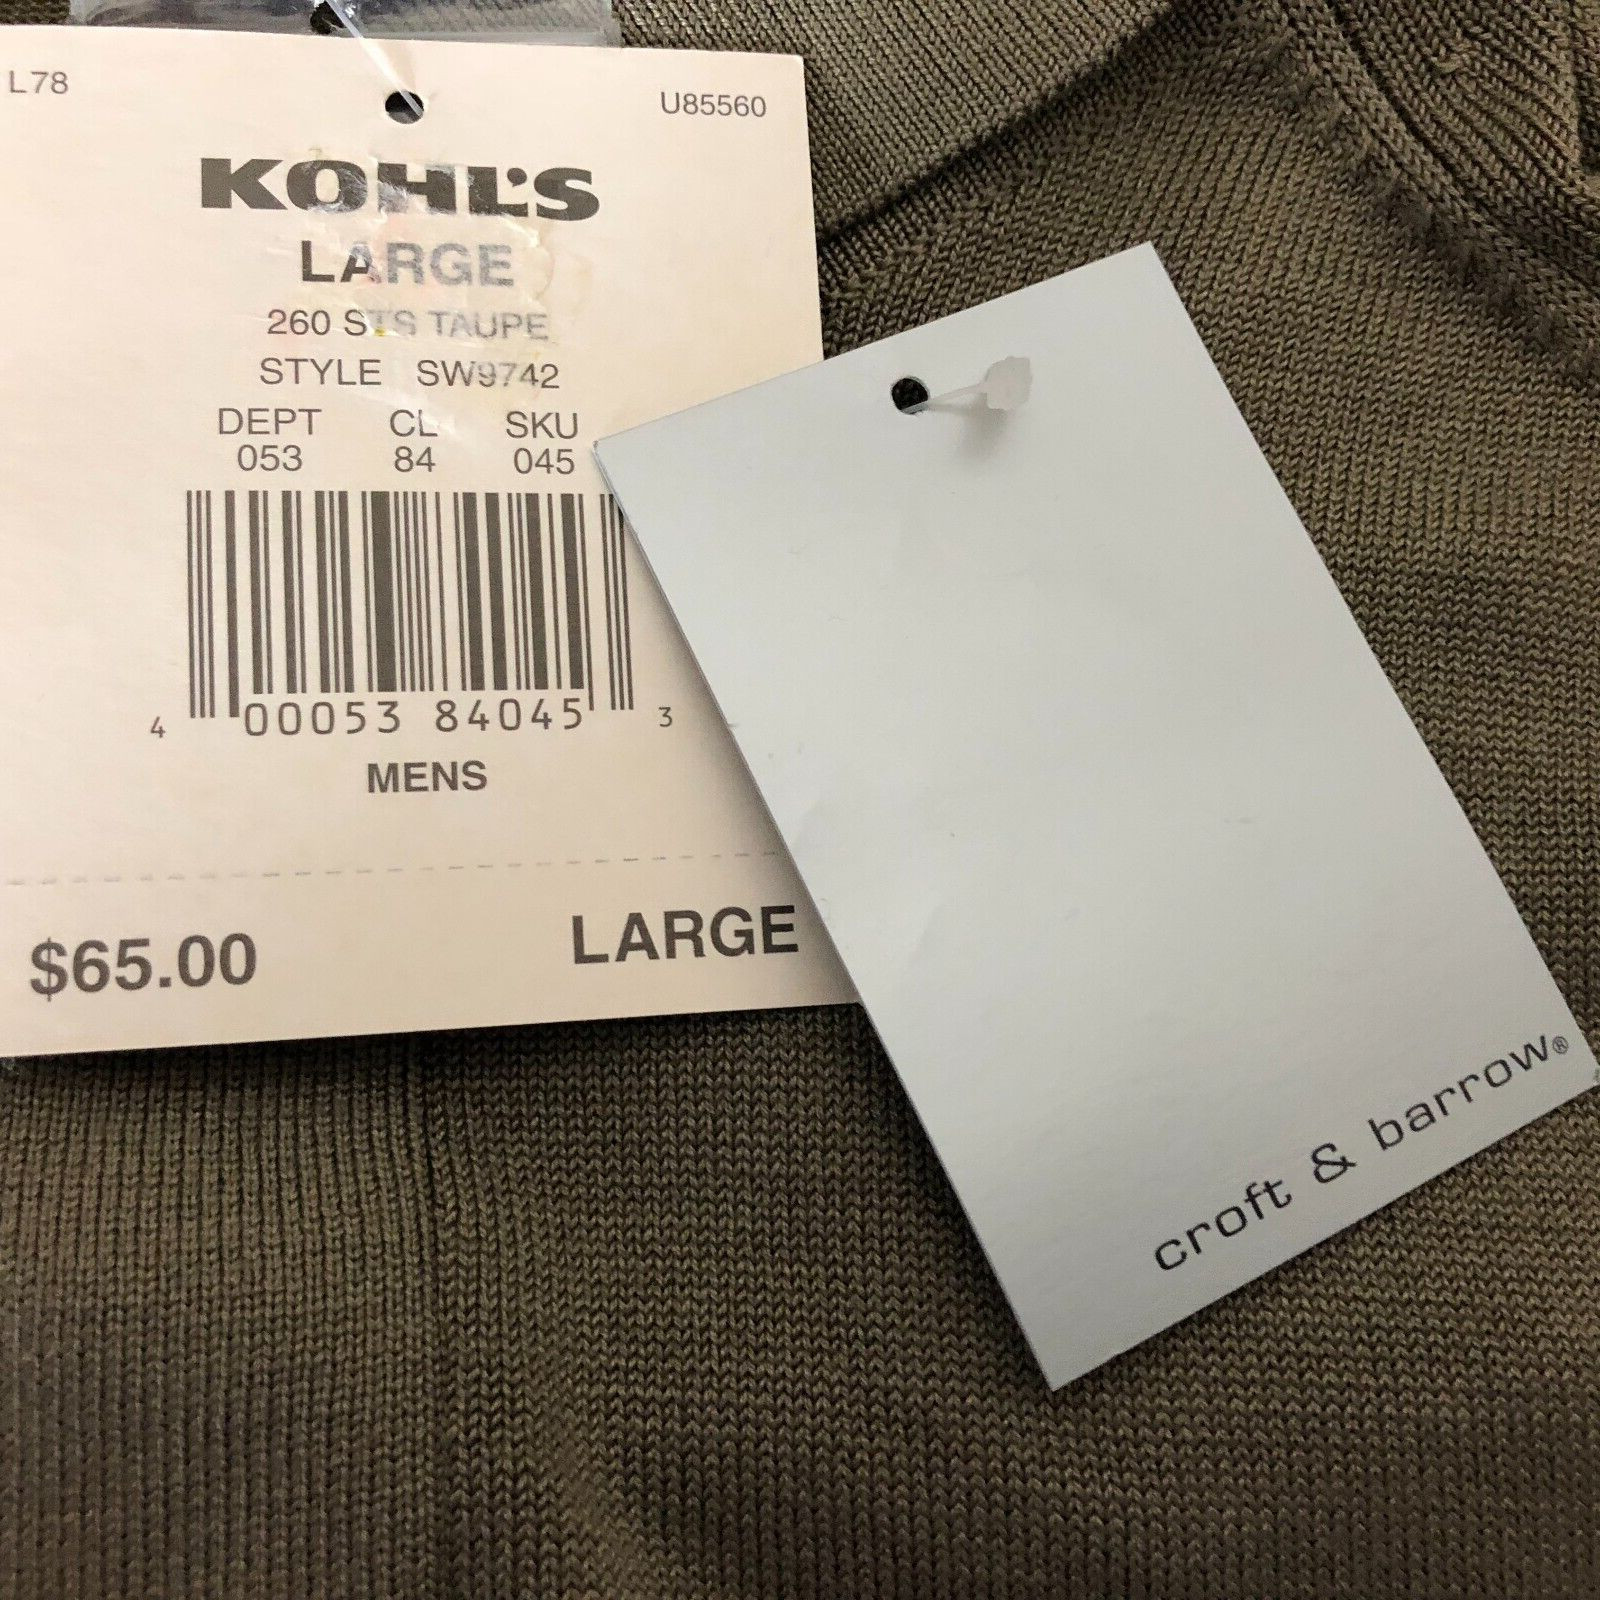 L78 U85560
KOHL'S
LARGE
260 STS TAUPE
STYLE SW9742
DEPT CL SKU
053 84 045
4 00053 84045 3
MENS
$65.00 LARGE
croft & barrow®